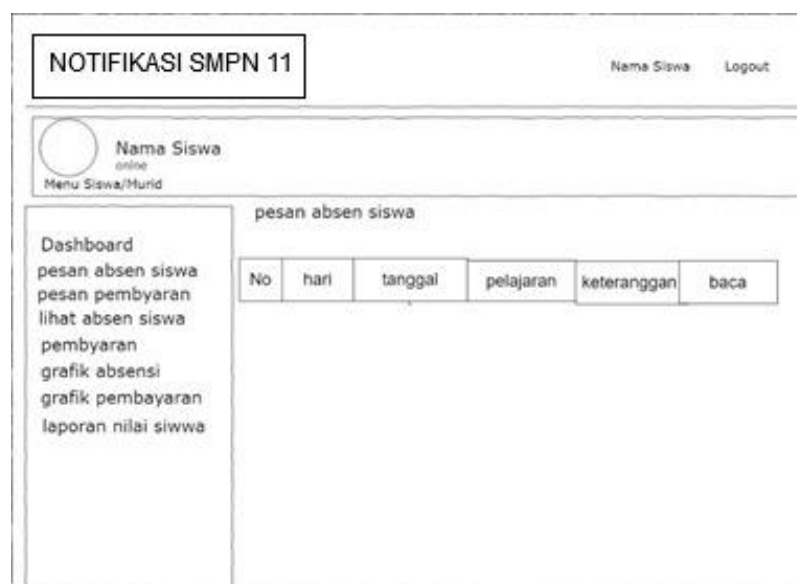 NOTIFIKASI SMPN 11
Nama Siswa Logout
Nama Siswa
online
Menu Siswa/Murid
pesan absen siswa
Dashboard
pesan absen siswa
pesan pembyaran
lihat absen siswa
pembyaran
grafik absensi
grafik pembayaran
laporan nilai siwwa
No hari tanggal pelajaran keteranggan baca